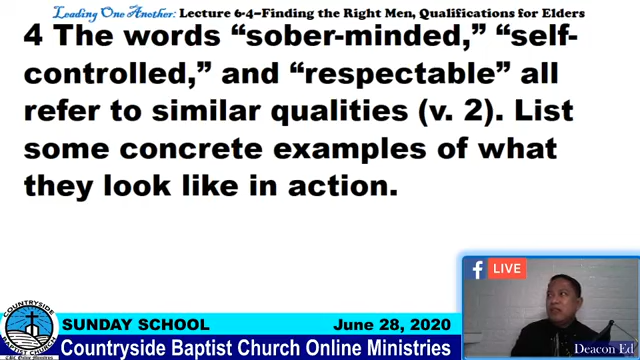 Leading One Another: Lecture 6-4–Finding the Right Men, Qualifications for Elders
4 The words “sober-minded,” “self-
controlled,” and “respectable” all
refer to similar qualities (v. 2). List
some concrete examples of what
they look like in action.
f LIVE
Deacon Ed
COUNTRYSIDE
BAPTIST CHURCH
SUNDAY SCHOOL June 28, 2020
Countryside Baptist Church Online Ministries